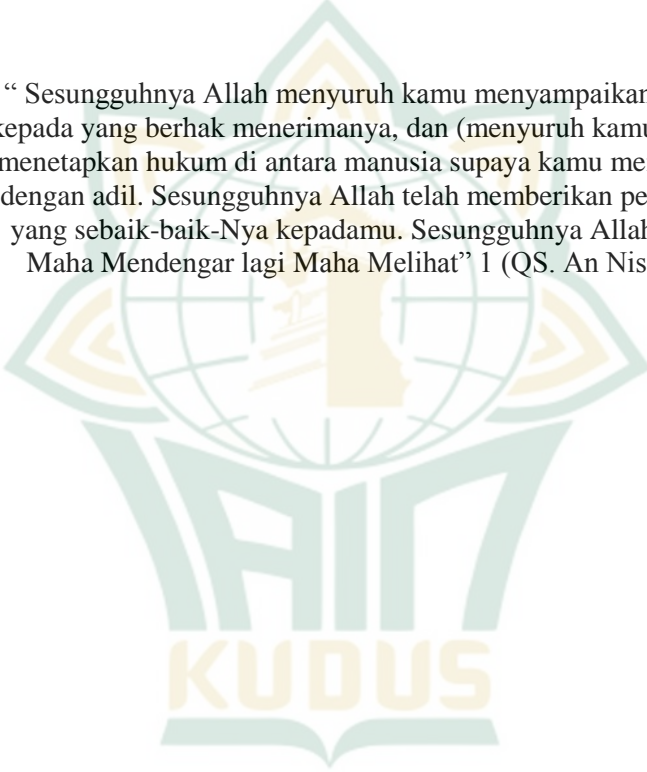 “ Sesungguhnya Allah menyuruh kamu menyampaikan
kepada yang berhak menerimanya, dan (menyuruh kamu
menetapkan hukum di antara manusia supaya kamu me
dengan adil. Sesungguhnya Allah telah memberikan pe
yang sebaik-baik-Nya kepadamu. Sesungguhnya Allah
Maha Mendengar lagi Maha Melihat” 1 (QS. An Nis
IAIN
KUDUS